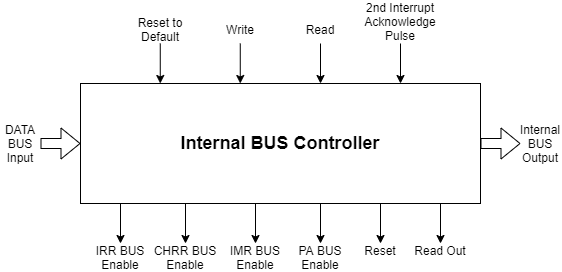 Reset to
Default
Write
Read
2nd Interrupt
Acknowledge
Pulse
DATA
BUS
Input
Internal BUS Controller
Internal
BUS
Output
IRR BUS
Enable
CHRR BUS
Enable
IMR BUS
Enable
PA BUS
Enable
Reset
Read Out